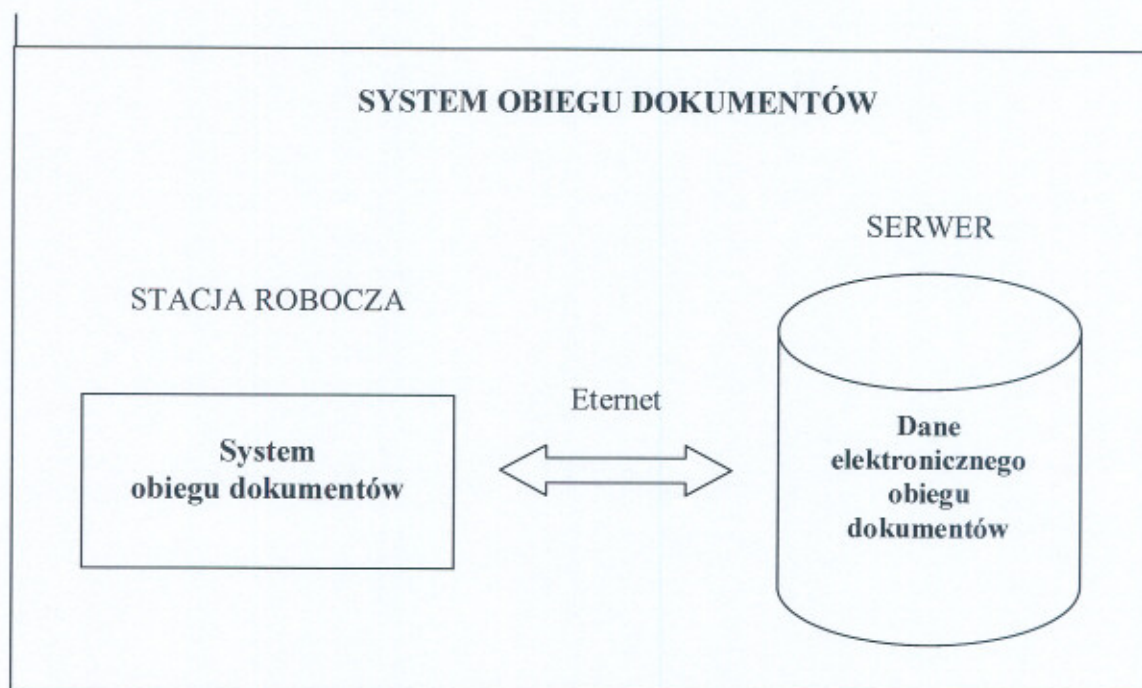 SYSTEM OBIEGU DOKUMENTÓW
SERWER
STACJA ROBOCZA
Eternet
System
obiegu dokumentów
Dane
elektronicznego
obiegu
dokumentów